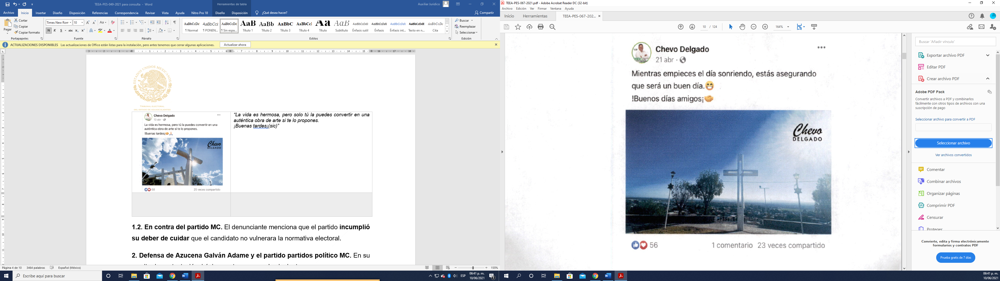 TEEA-PES-049-2021 para consulta - Word
Herramientas de tabla
Auxiliar Juridico
Archivo Inicio Insertar Diseño Disposición Referencias Correspondencia Revisar Vista Ayuda Nitro Pro 10 Diseño Disposición ¿Qué desea hacer? Compartir
Pegar
Cortar
Copiar
Copiar formato
Times New Rom 10
N K S abc x₂ x²
AaBbCcDc AaBbCcL AaBbCcDc AaB AaBb AaBbC AaBbCcl AaB AaB AaBbCcDdl AaBbCcDdl AaBbCcDdl AaBbCcDdl AaBbCcDc
¶ Normal ¶ PONEN... ¶ Sin espa... Título 1 Título 2 Título 3 Título 4 Título Subtítulo Énfasis sutil Énfasis Énfasis int... Texto en n... Cita
Buscar
Reemplazar
Seleccionar
Portapapeles Fuente Párrafo Estilos Edición
ACTUALIZACIONES DISPONIBLES Las actualizaciones de Office están listas para la instalación, pero antes tenemos que cerrar algunas aplicaciones. Actualizar ahora
ESTADOS UNIDOS MEXICANOS
TRIBUNAL ELECTORAL
DEL ESTADO DE AGUASCALIENTES
Chevo Delgado
13 abr
La vida es hermosa, pero tú la puedes convertir en una
auténtica obra de arte si te lo propones.
!Buenas tardes¡
Chevo
DELGADO
68 25 veces compartido
“La vida es hermosa, pero solo tú la puedes convertir en una
auténtica obra de arte si te lo propones.
¡Buenas tardes¡(sic)”
1.2. En contra del partido MC. El denunciante menciona que el partido incumplió
su deber de cuidar que el candidato no vulnerara la normativa electoral.
2. Defensa de Azucena Galván Adame y el partido partidos político MC. En su
Página 4 de 10 3464 palabras Español (México) 155%
Escribe aquí para buscar
ESP
06:41 p. m.
10/06/2021
TEEA-PES-067-2021.pdf - Adobe Acrobat Reader DC (32-bit)
Archivo Edición Ver Firmar Ventana Ayuda
Inicio Herramientas TEEA-PES-067-202...
10 / 124 164%
Chevo Delgado
21 abr
Mientras empieces el día sonriendo, estás asegurando
que será un buen día.
!Buenos días amigos¡
Chevo
DELGADO
56 1 comentario 23 veces compartido
Buscar 'Añadir vínculo'
Exportar archivo PDF
Editar PDF
Crear archivo PDF
Adobe PDF Pack
Convertir archivos a PDF y combinarlos
fácilmente con otros tipos de archivos con una
suscripción de pago
Seleccionar archivo para convertir a PDF
Seleccionar archivo
Ver archivos convertidos
Comentar
Combinar archivos
Organizar páginas
Comprimir PDF
Censurar
Proteger
Convierte, edita y firma electrónicamente
formularios y contratos PDF
Prueba gratis de 7 días
06:41 p. m.
10/06/2021